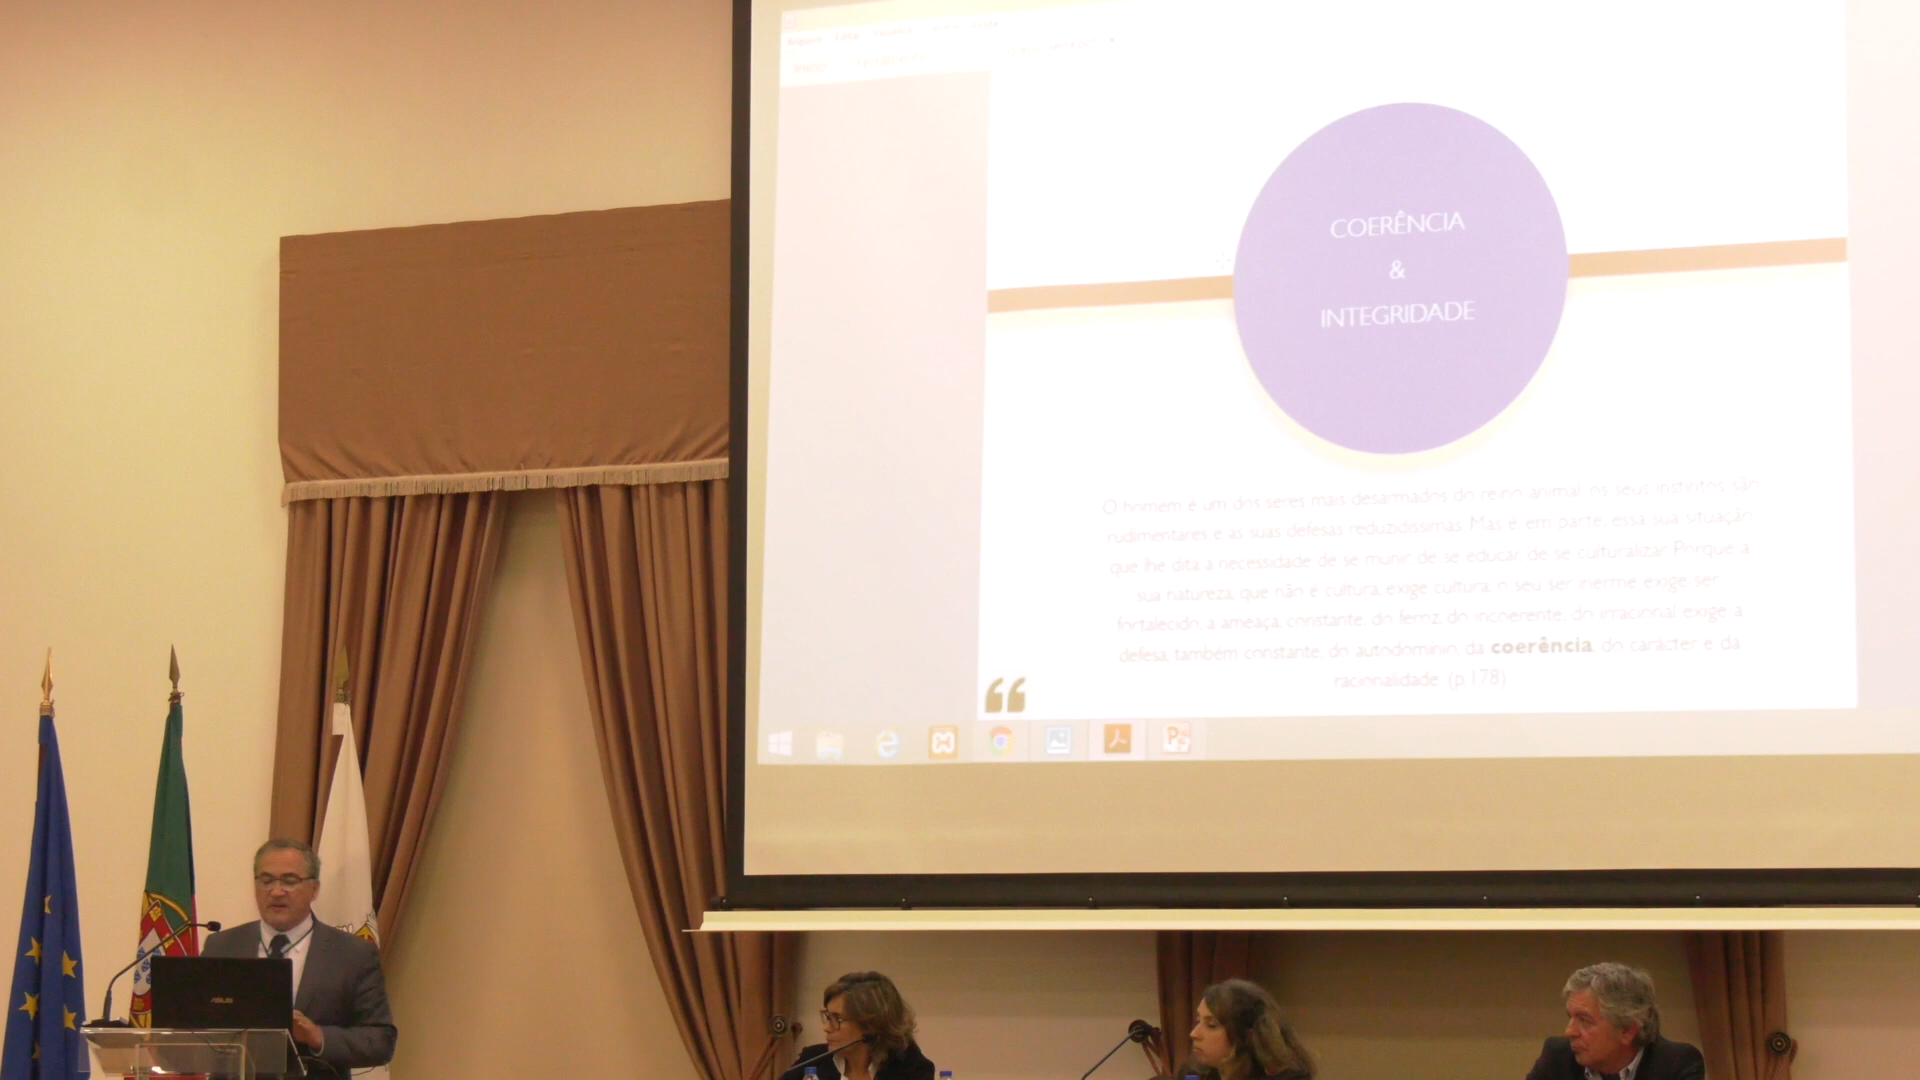 COERÊNCIA
&
INTEGRIDADE
O homem é um dos seres mais desarmados do reino animal: os seus instintos são
rudimentares e as suas defesas reduzidíssimas. Mas é, em parte, essa sua situação
que lhe dita a necessidade de se munir, de se educar, de se culturalizar. Porque a
sua natureza, que não é cultura, exige cultura, o seu ser inerme exige ser
fortalecido, a ameaça, constante, do feroz, do incoerente, do irracional exige a
defesa, também constante, do autodomínio, da coerência, do carácter e da
racionalidade. (p.178)
ASUS